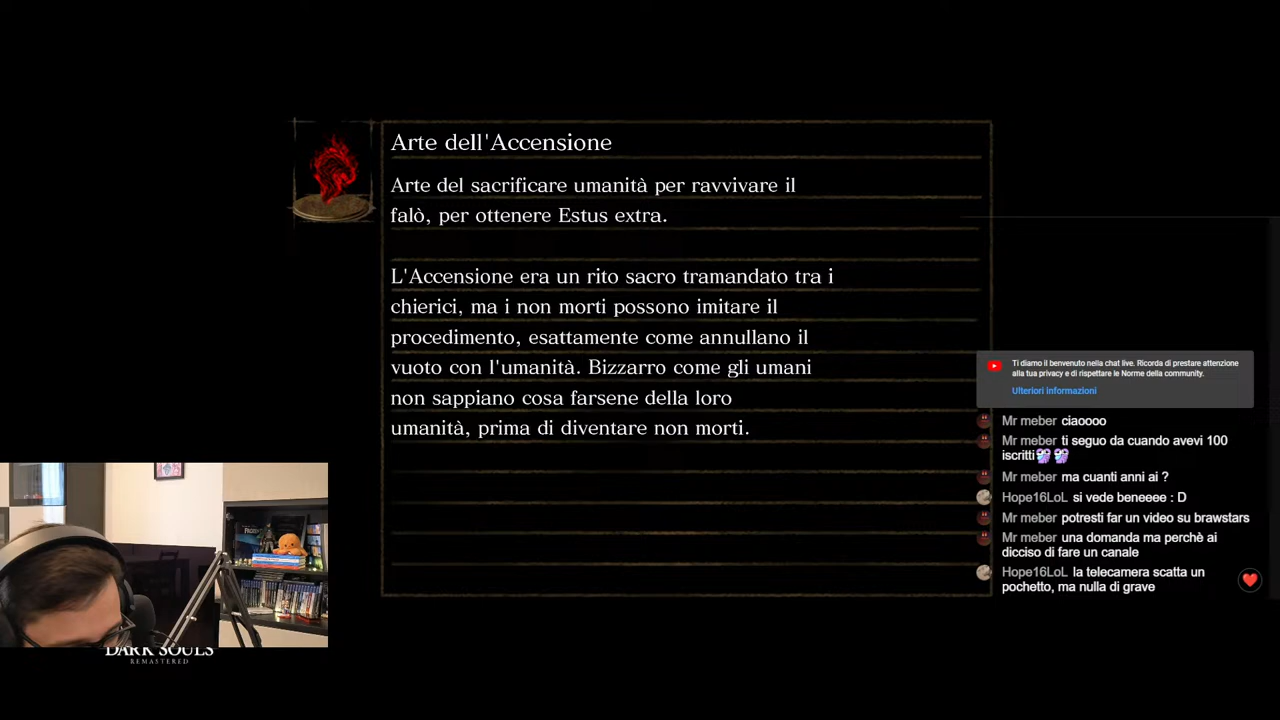 Arte dell'Accensione
Arte del sacrificare umanità per ravvivare il
falò, per ottenere Estus extra.
L'Accensione era un rito sacro tramandato tra i
chierici, ma i non morti possono imitare il
procedimento, esattamente come annullano il
vuoto con l'umanità. Bizzarro come gli umani
non sappiano cosa farsene della loro
umanità, prima di diventare non morti.
Ti diamo il benvenuto nella chat live. Ricorda di prestare attenzione
alla tua privacy e di rispettare le Norme della community.
Ulteriori informazioni
Mr meber ciaoooo
Mr meber ti seguo da cuando avevi 100
iscritti
Mr meber ma cuanti anni ai ?
Hope16LoL si vede beneeee : D
Mr meber potresti far un video su brawstars
Mr meber una domanda ma perchè ai
dicciso di fare un canale
Hope16LoL la telecamera scatta un
pochetto, ma nulla di grave
DARK SOULS
REMASTERED